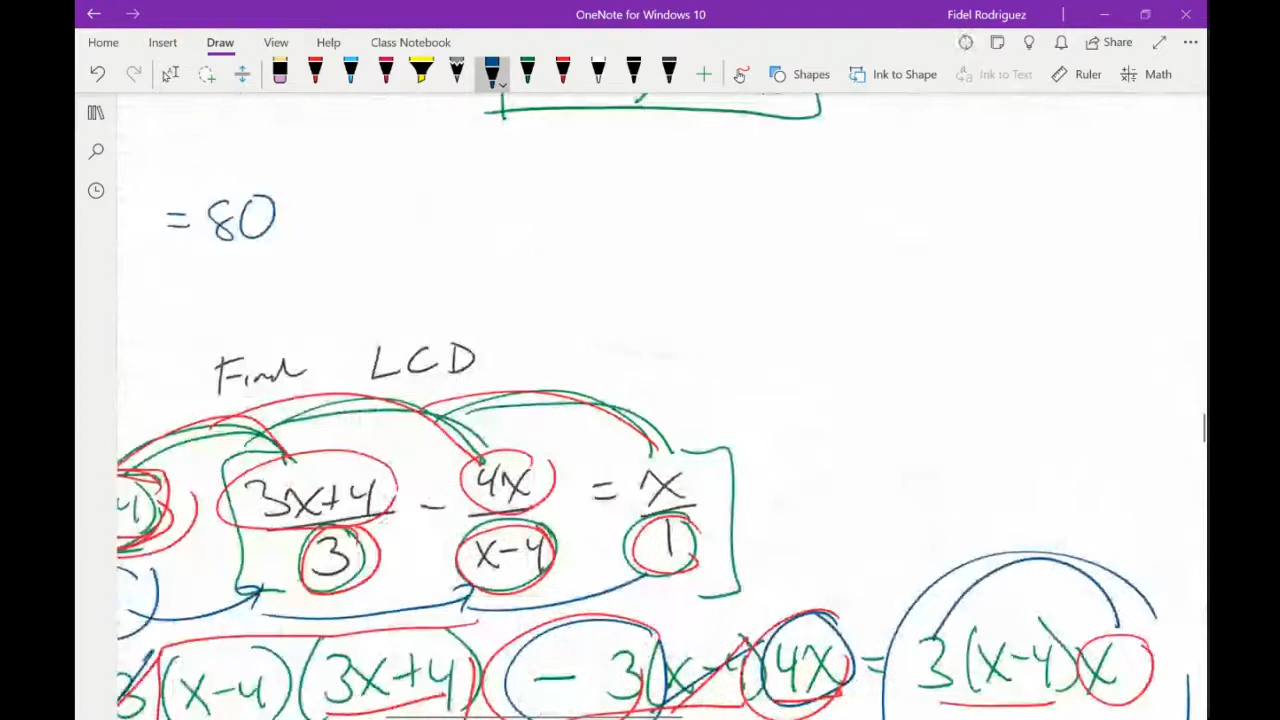 OneNote for Windows 10
Fidel Rodriguez
Home Insert Draw View Help Class Notebook Share
Shapes Ink to Shape Ink to Text Ruler Math
= 80
Find LCD
3x+4 / 3 - 4x / x-4 = x / 1
3(x-4)(3x+4) - 3(x-4)(4x) = 3(x-4)x